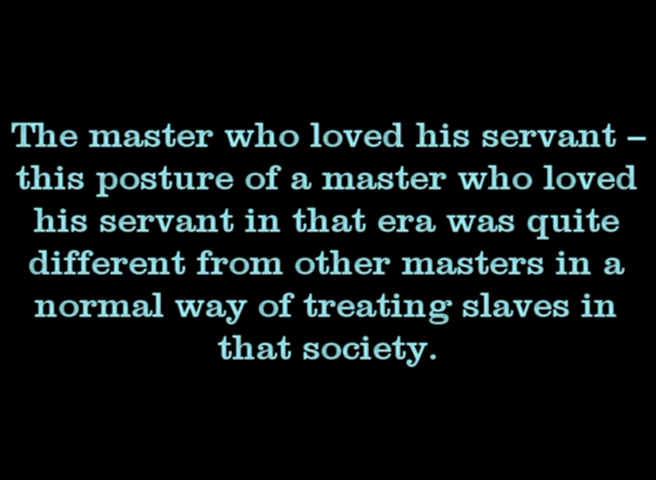 The master who loved his servant –
this posture of a master who loved
his servant in that era was quite
different from other masters in a
normal way of treating slaves in
that society.